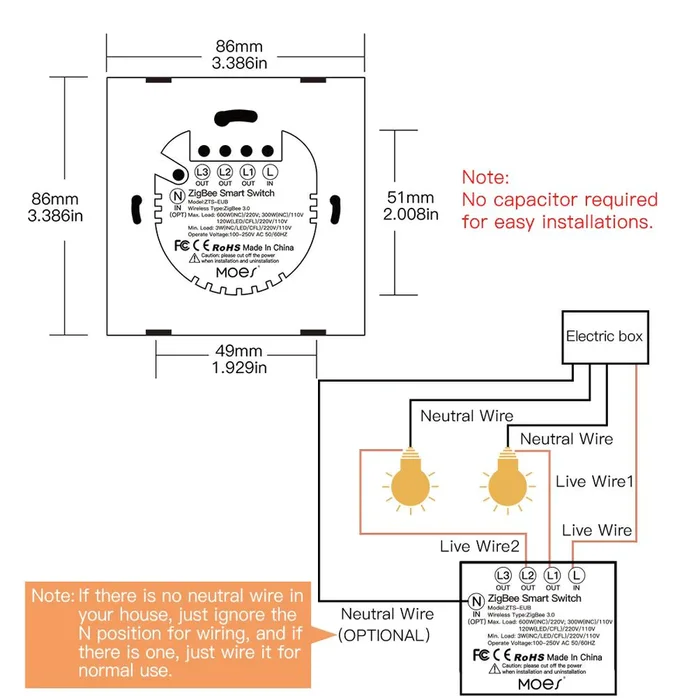 86mm
3.386in
86mm
3.386in
51mm
2.008in
L3 L2 L1 L
OUT OUT OUT IN
N ZigBee Smart Switch
IN Model:ZTS-EUB
Wireless Type:ZigBee 3.0
(OPT) Max. Load: 600W(INC)/220V; 300W(INC)/110V
120W(LED/CFL)/220V/110V
Min. Load: 3W(INC/LED/CFL)/220V/110V
Operate Voltage:100-250V AC 50/60HZ
FC CE RoHS Made In China
Caution: please cut off the power
when installation and uninstallation
MOES
49mm
1.929in
Note:
No capacitor required
for easy installations.
Electric box
Neutral Wire
Neutral Wire
Live Wire1
Live Wire
Live Wire2
L3 L2 L1 L
OUT OUT OUT IN
N ZigBee Smart Switch
IN Model:ZTS-EUB
Wireless Type:ZigBee 3.0
(OPT) Max. Load: 600W(INC)/220V; 300W(INC)/110V
120W(LED/CFL)/220V/110V
Min. Load: 3W(INC/LED/CFL)/220V/110V
Operate Voltage:100-250V AC 50/60HZ
FC CE RoHS Made In China
Caution: please cut off the power
when installation and uninstallation
MOES
Neutral Wire
(OPTIONAL)
Note: If there is no neutral wire in
your house, just ignore the
N position for wiring, and if
there is one, just wire it for
normal use.